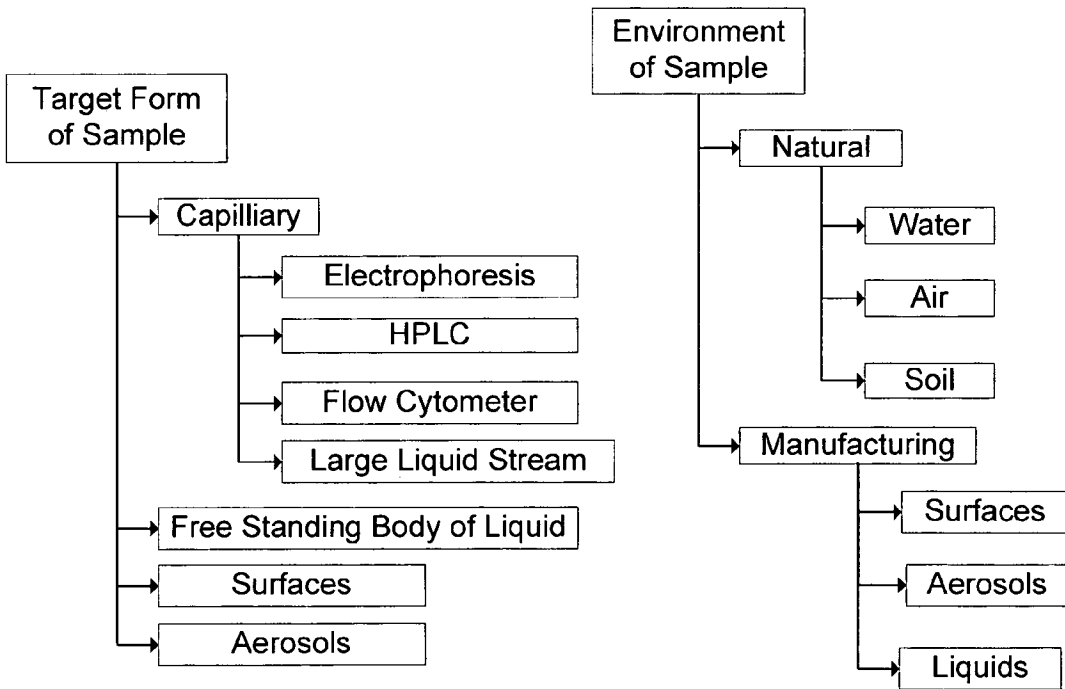 Target Form
of Sample
Capilliary
Electrophoresis
HPLC
Flow Cytometer
Large Liquid Stream
Free Standing Body of Liquid
Surfaces
Aerosols
Environment
of Sample
Natural
Water
Air
Soil
Manufacturing
Surfaces
Aerosols
Liquids